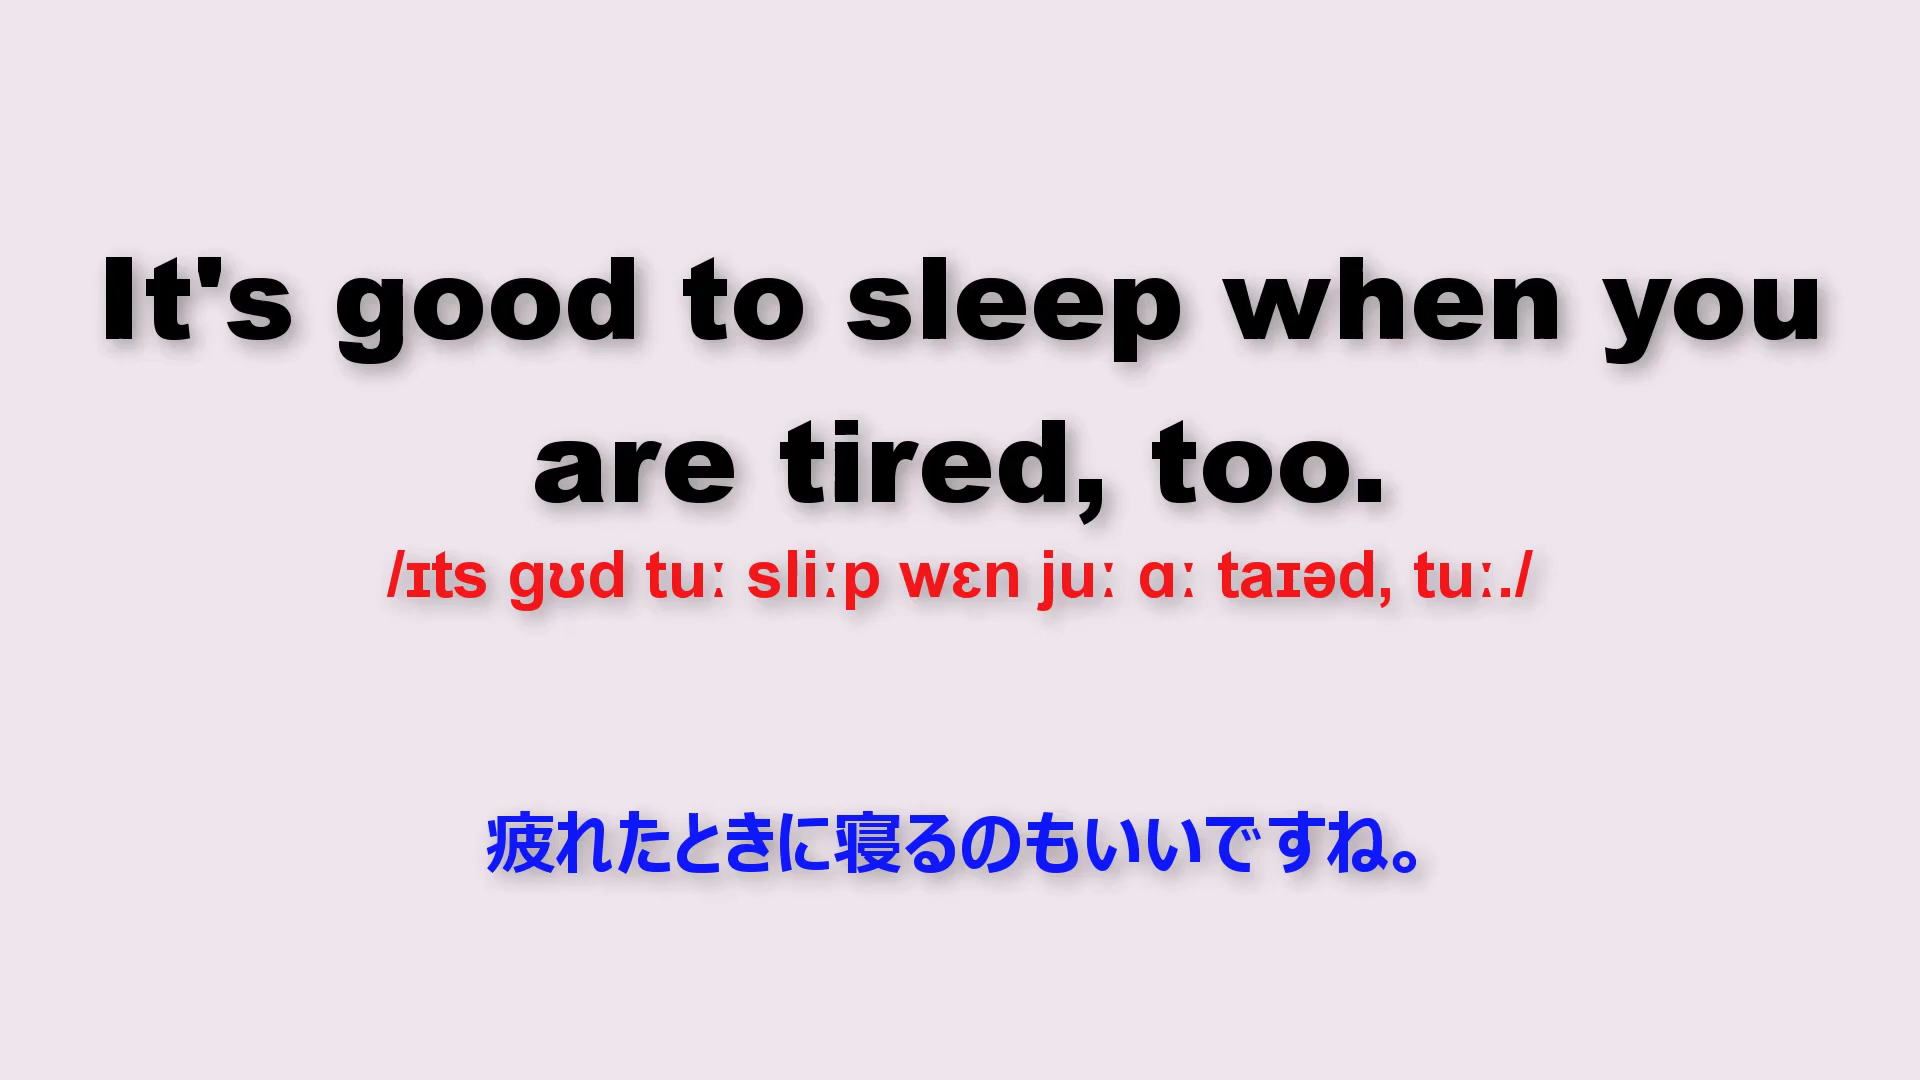 It's good to sleep when you
are tired, too.
/ɪts gʊd tuː sliːp wɛn juː ɑː taɪəd, tuː./
疲れたときに寝るのもいいですね。